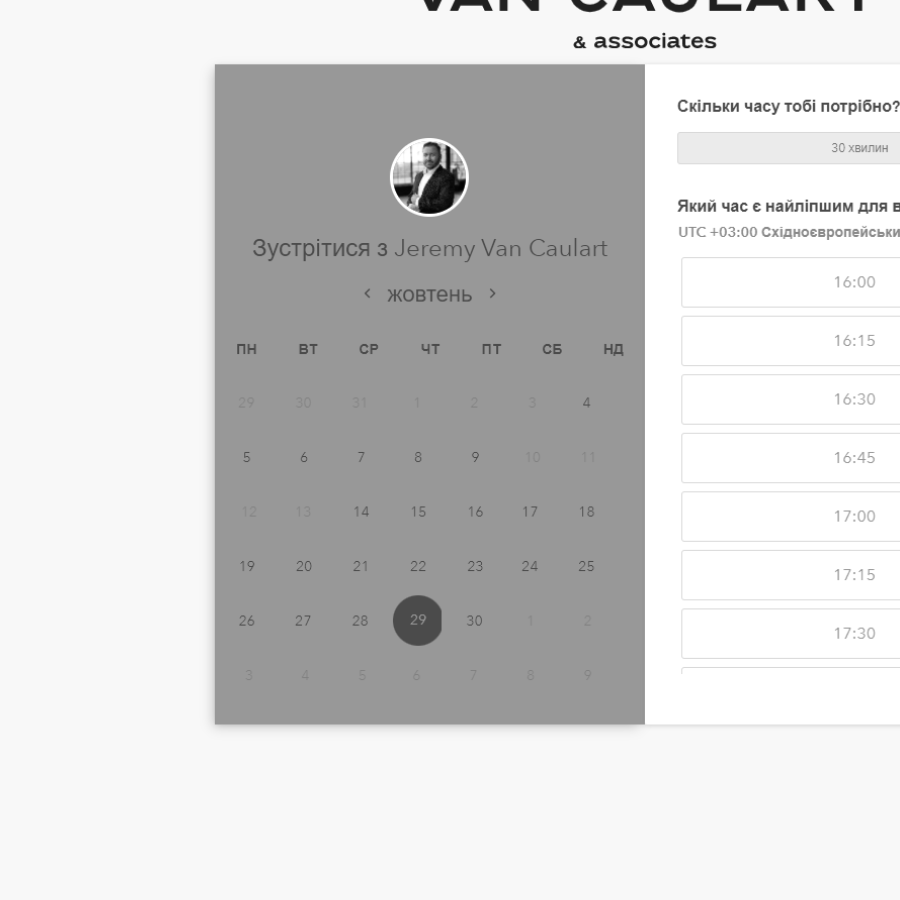 VAN CAULART
& associates
Зустрітися з Jeremy Van Caulart
жовтень
ПН ВТ СР ЧТ ПТ СБ НД
29 30 31 1 2 3 4
5 6 7 8 9 10 11
12 13 14 15 16 17 18
19 20 21 22 23 24 25
26 27 28 29 30 1 2
3 4 5 6 7 8 9
Скільки часу тобі потрібно?
30 хвилин
Який час є найліпшим для
UTC +03:00
16:00
16:15
16:30
16:45
17:00
17:15
17:30